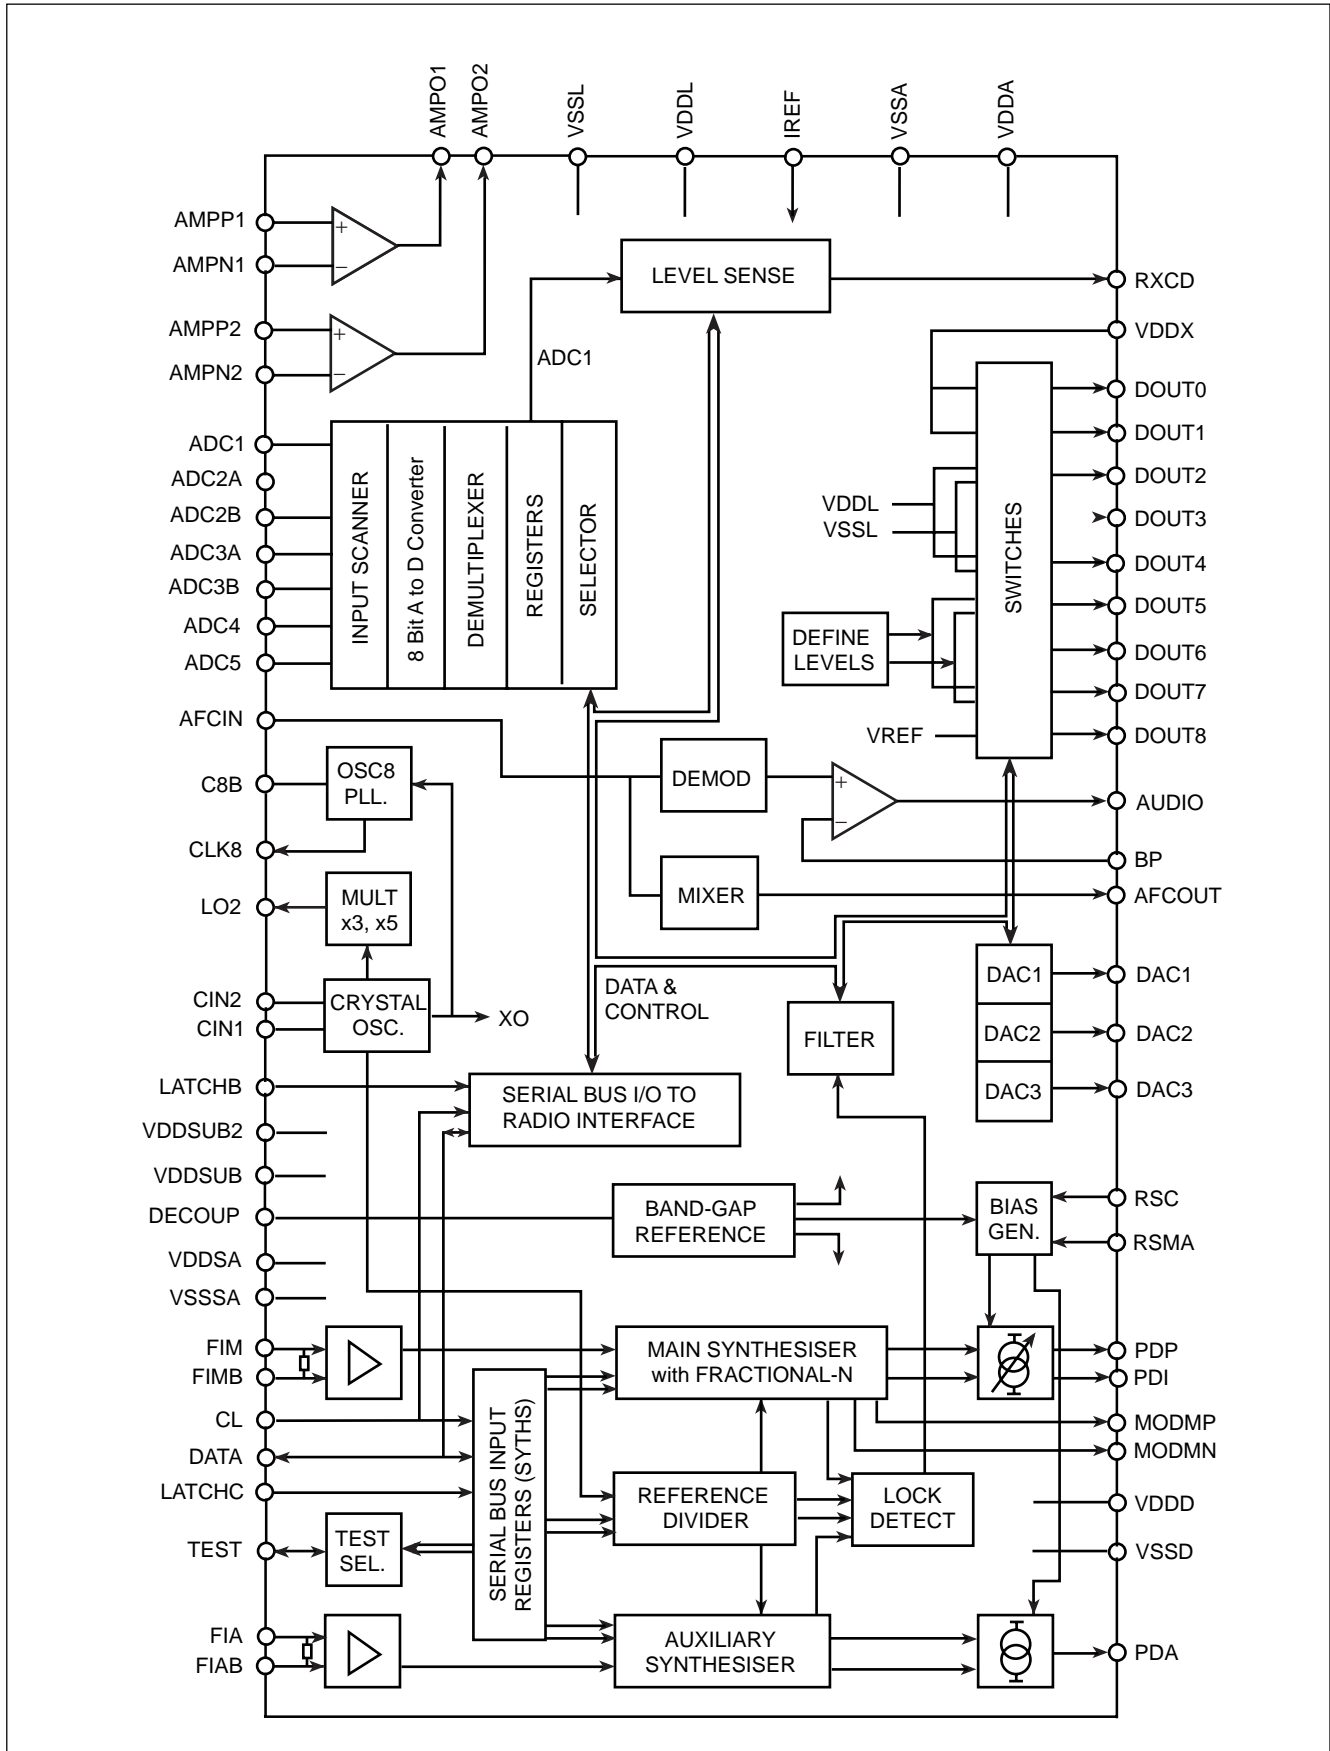 AMPO1
AMPO2
VSSL
VDDL
IREF
VSSA
VDDA
AMPP1
+
AMPN1
−
LEVEL SENSE
RXCD
AMPP2
+
AMPN2
−
ADC1
VDDX
DOUT0
DOUT1
DOUT2
DOUT3
DOUT4
DOUT5
DOUT6
DOUT7
DOUT8
SWITCHES
VDDL
VSSL
DEFINE
LEVELS
VREF
ADC1
ADC2A
ADC2B
ADC3A
ADC3B
ADC4
ADC5
INPUT SCANNER
8 Bit A to D Converter
DEMULTIPLEXER
REGISTERS
SELECTOR
AFCIN
C8B
OSC8
PLL.
CLK8
DEMOD
+
−
AUDIO
BP
LO2
MULT
x3, x5
MIXER
AFCOUT
CIN2
CIN1
CRYSTAL
OSC.
XO
DATA &
CONTROL
FILTER
DAC1
DAC2
DAC3
DAC1
DAC2
DAC3
LATCHB
SERIAL BUS I/O TO
RADIO INTERFACE
VDDSUB2
VDDSUB
DECOUP
BAND-GAP
REFERENCE
BIAS
GEN.
RSC
RSMA
VDDSA
VSSSA
FIM
FIMB
MAIN SYNTHESISER
with FRACTIONAL-N
PDP
PDI
CL
DATA
LATCHC
SERIAL BUS INPUT
REGISTERS (SYTHS)
MODMP
MODMN
REFERENCE
DIVIDER
LOCK
DETECT
VDDD
VSSD
TEST
TEST
SEL.
FIA
FIAB
AUXILIARY
SYNTHESISER
PDA